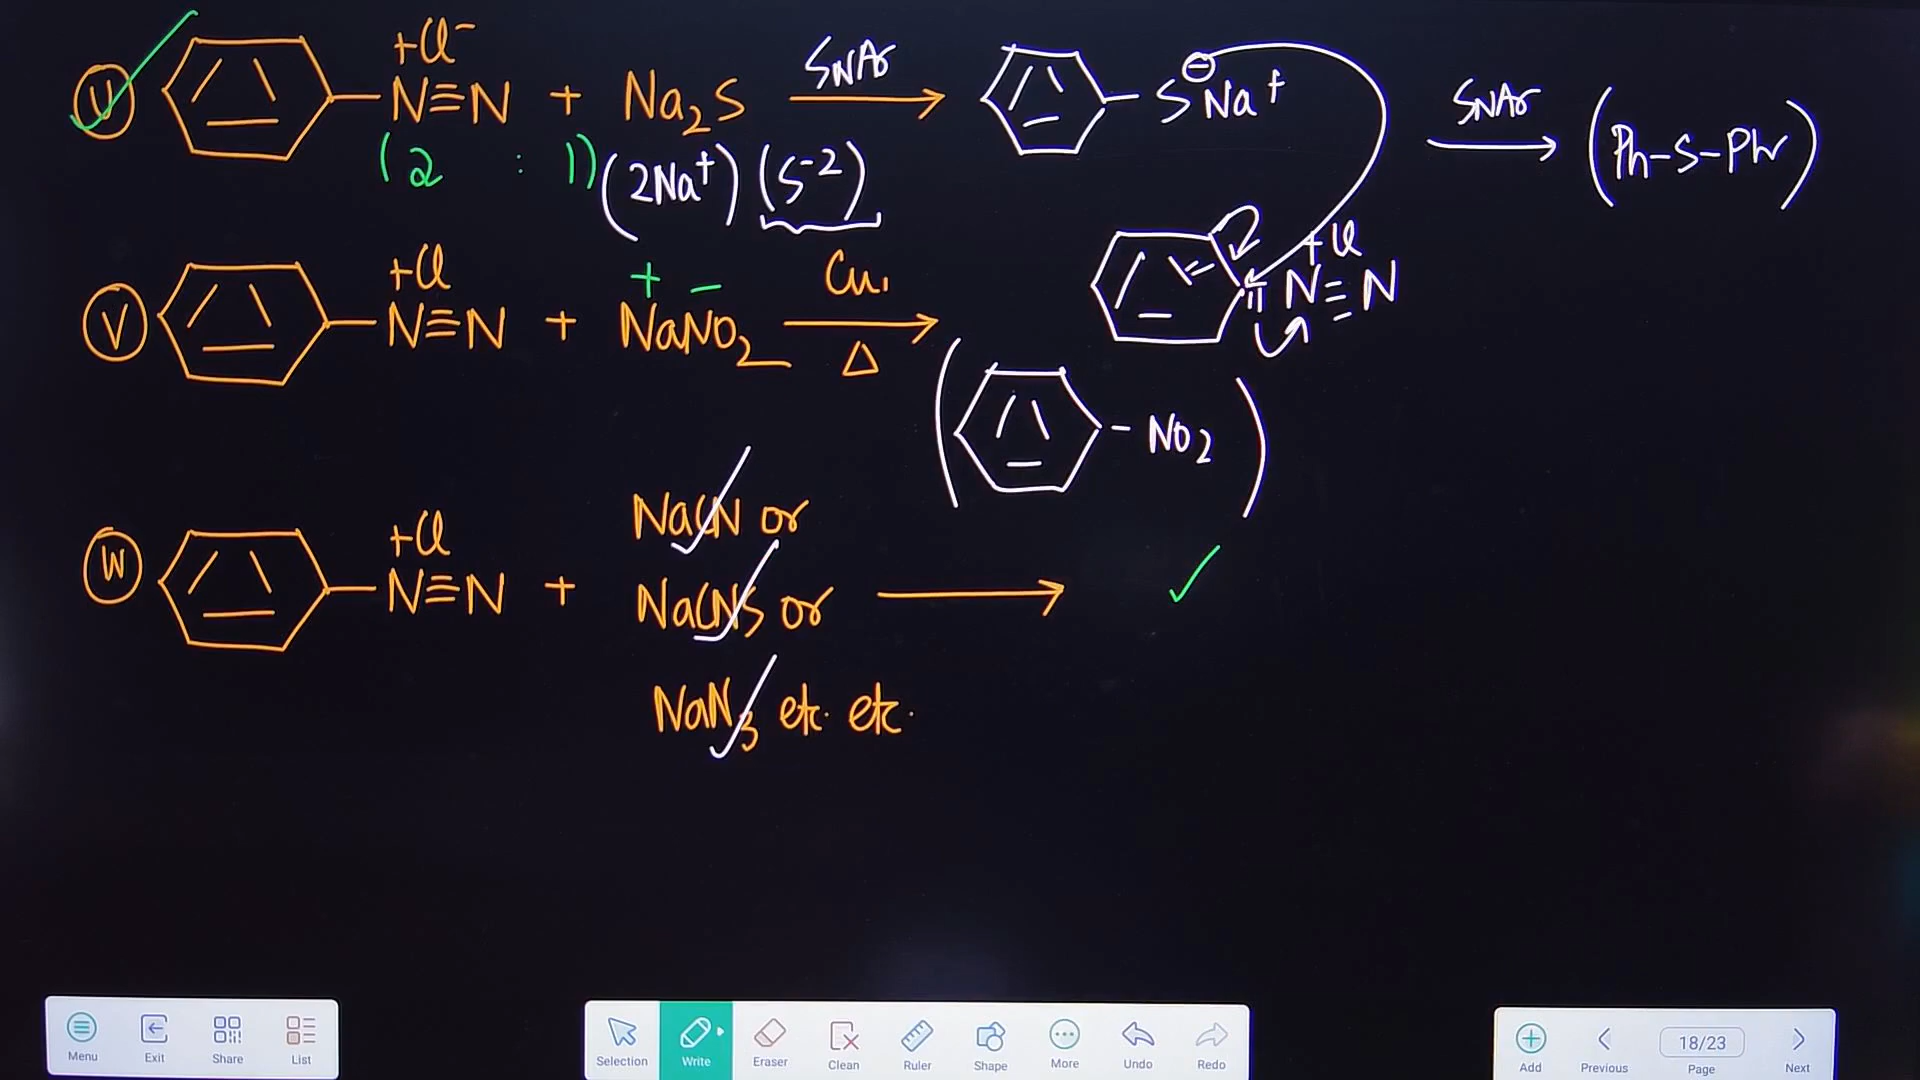 +Cl⁻
(U) N≡N + Na₂S SNAr S⊖ Na⁺ SNAr (Ph-S-Ph)
(2 : 1) (2Na⁺) (S⁻²)
+Cl
N≡N
+Cl + − Cu,
(V) N≡N + NaNO₂ Δ
-NO₂
NaCN or
+Cl
(W) N≡N + NaCNS or
NaN₃ etc. etc.
Menu Exit Share List Selection Write Eraser Clean Ruler Shape More Undo Redo Add Previous 18/23 Page Next